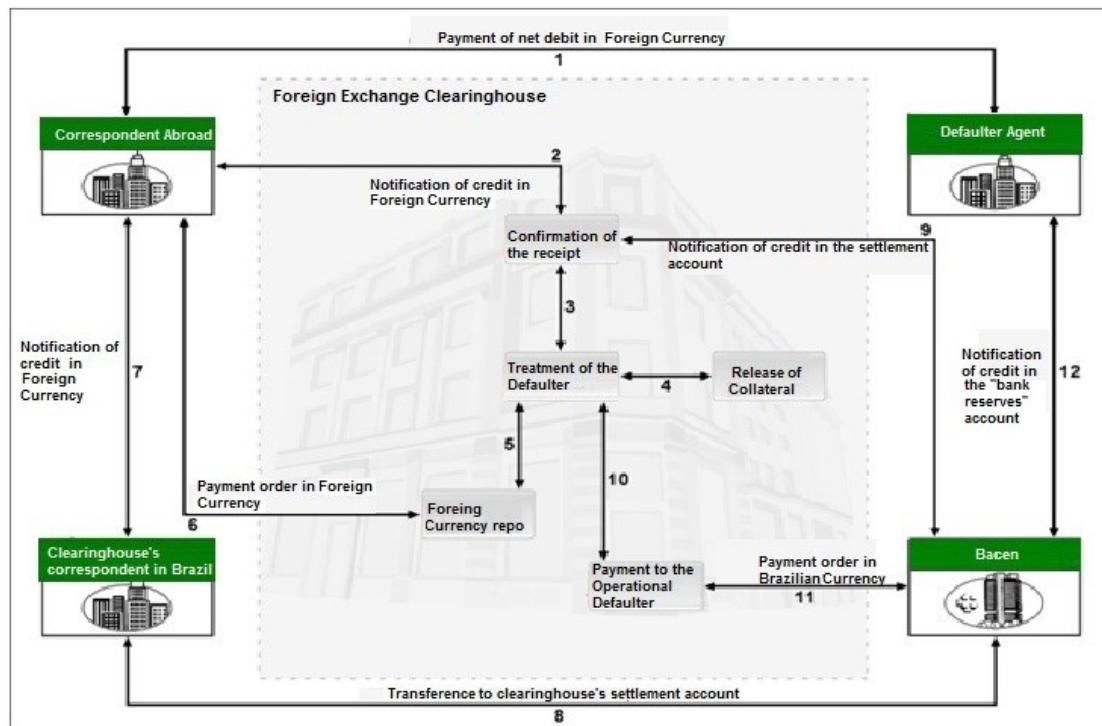 Payment of net debit in Foreign Currency
1
Foreign Exchange Clearinghouse
Correspondent Abroad
Defaulter Agent
2
Notification of credit in
Foreign Currency
9
Confirmation of
the receipt
Notification of credit in the settlement
account
3
Notification of
credit in
Foreign
Currency
7
Treatment of the
Defaulter
4
Release of
Collateral
Notification
of credit in
the "bank
reserves"
account
12
5
10
Payment order in Foreign
Currency
6
Foreing
Currency repo
Clearinghouse's
correspondent in Brazil
Payment to the
Operational
Defaulter
Payment order in
Brazilian Currency
11
Bacen
Transference to clearinghouse's settlement account
8